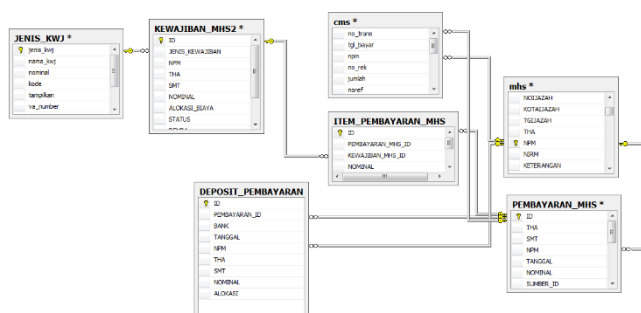 JENIS_KWJ *
jenis_kwj
nama_kwj
nominal
kode
tampilkan
va_number
KEWAJIBAN_MHS2 *
ID
JENIS_KEWAJIBAN
NPM
THA
SMT
NOMINAL
ALOKASI_BIAYA
STATUS
cms *
no_trans
tgl_bayar
npm
no_rek
jumlah
noref
ITEM_PEMBAYARAN_MHS
ID
PEMBAYARAN_MHS_ID
KEWAJIBAN_MHS_ID
NOMINAL
mhs *
NOIJAZAH
KOTAIJAZAH
TGIJAZAH
THA
NPM
NIRM
KETERANGAN
DEPOSIT_PEMBAYARAN
ID
PEMBAYARAN_ID
BANK
TANGGAL
NPM
THA
SMT
NOMINAL
ALOKASI
PEMBAYARAN_MHS *
ID
THA
SMT
NPM
TANGGAL
NOMINAL
SUMBER_ID